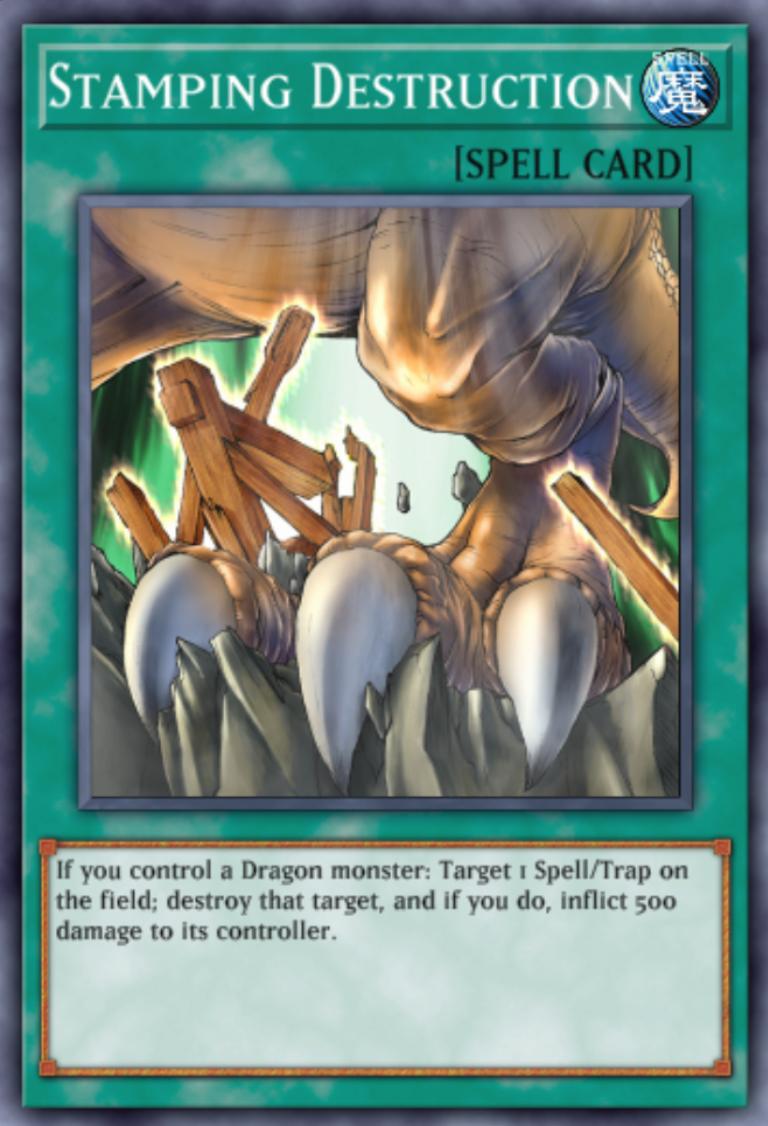 STAMPING DESTRUCTION
SPELL
魔
[SPELL CARD]
If you control a Dragon monster: Target 1 Spell/Trap on
the field; destroy that target, and if you do, inflict 500
damage to its controller.